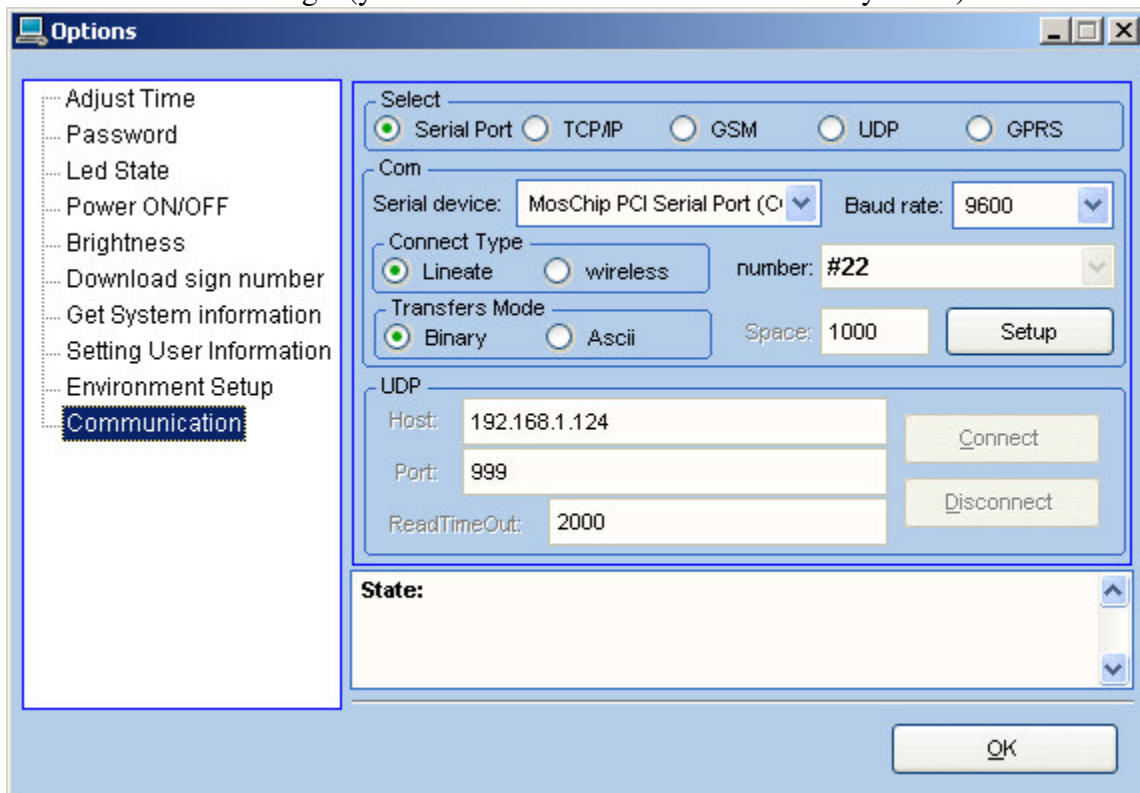 Options
Adjust Time
Password
Led State
Power ON/OFF
Brightness
Download sign number
Get System information
Setting User Information
Environment Setup
Communication
Select
Serial Port TCP/IP GSM UDP GPRS
Com
Serial device: MosChip PCI Serial Port (C Baud rate: 9600
Connect Type
Lineate wireless number: #22
Transfers Mode
Binary Ascii Space: 1000 Setup
UDP
Host: 192.168.1.124 Connect
Port: 999
Disconnect
ReadTimeOut: 2000
State:
OK